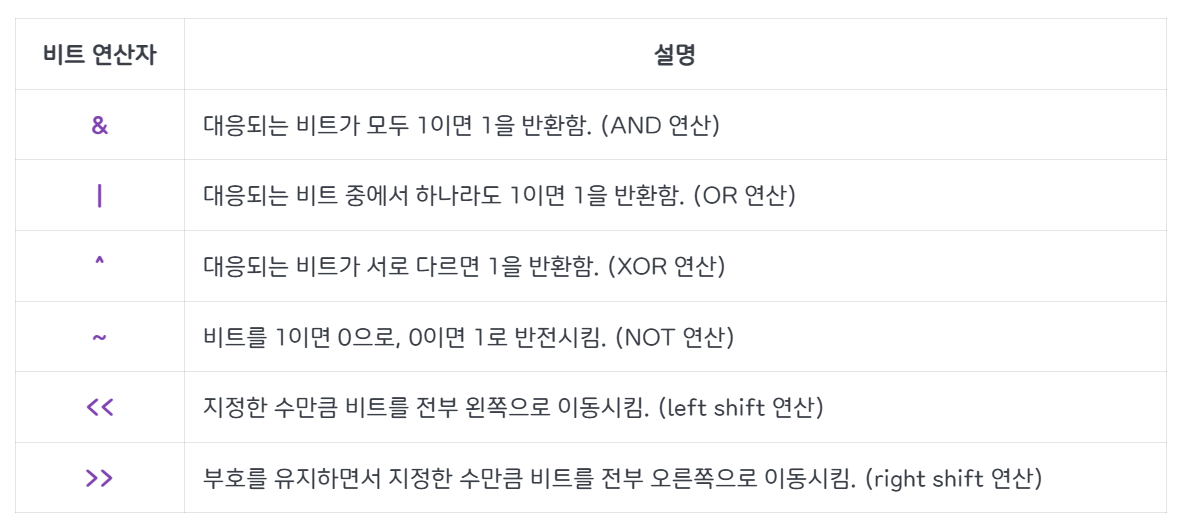 비트 연산자 설명
& 대응되는 비트가 모두 1이면 1을 반환함. (AND 연산)
| 대응되는 비트 중에서 하나라도 1이면 1을 반환함. (OR 연산)
^ 대응되는 비트가 서로 다르면 1을 반환함. (XOR 연산)
~ 비트를 1이면 0으로, 0이면 1로 반전시킴. (NOT 연산)
<< 지정한 수만큼 비트를 전부 왼쪽으로 이동시킴. (left shift 연산)
>> 부호를 유지하면서 지정한 수만큼 비트를 전부 오른쪽으로 이동시킴. (right shift 연산)